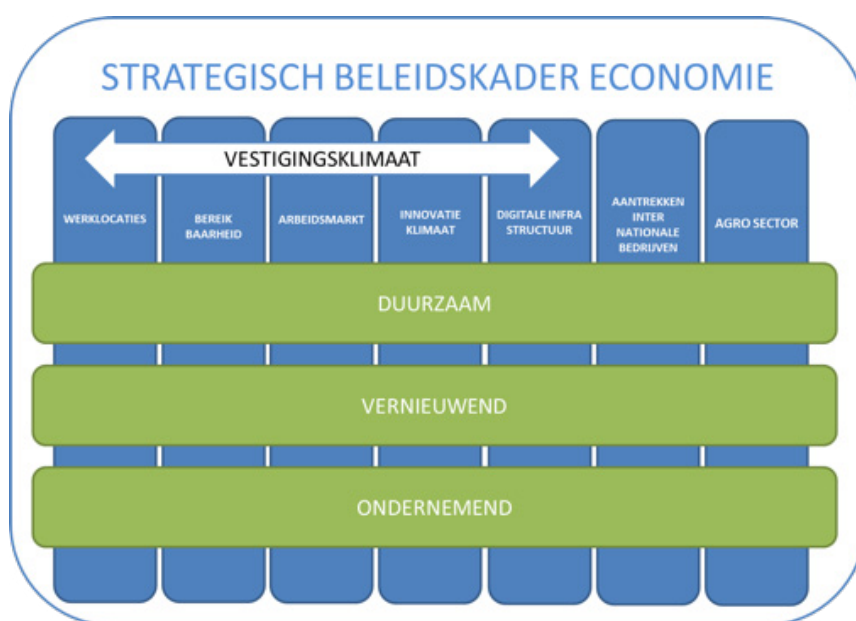 STRATEGISCH BELEIDSKADER ECONOMIE
VESTIGINGSKLIMAAT
WERKLOCATIES
BEREIK
BAARHEID
ARBEIDSMARKT
INNOVATIE
KLIMAAT
DIGITALE INFRA
STRUCTUUR
AANTREKKEN
INTER
NATIONALE
BEDRIJVEN
AGRO SECTOR
DUURZAAM
VERNIEUWEND
ONDERNEMEND